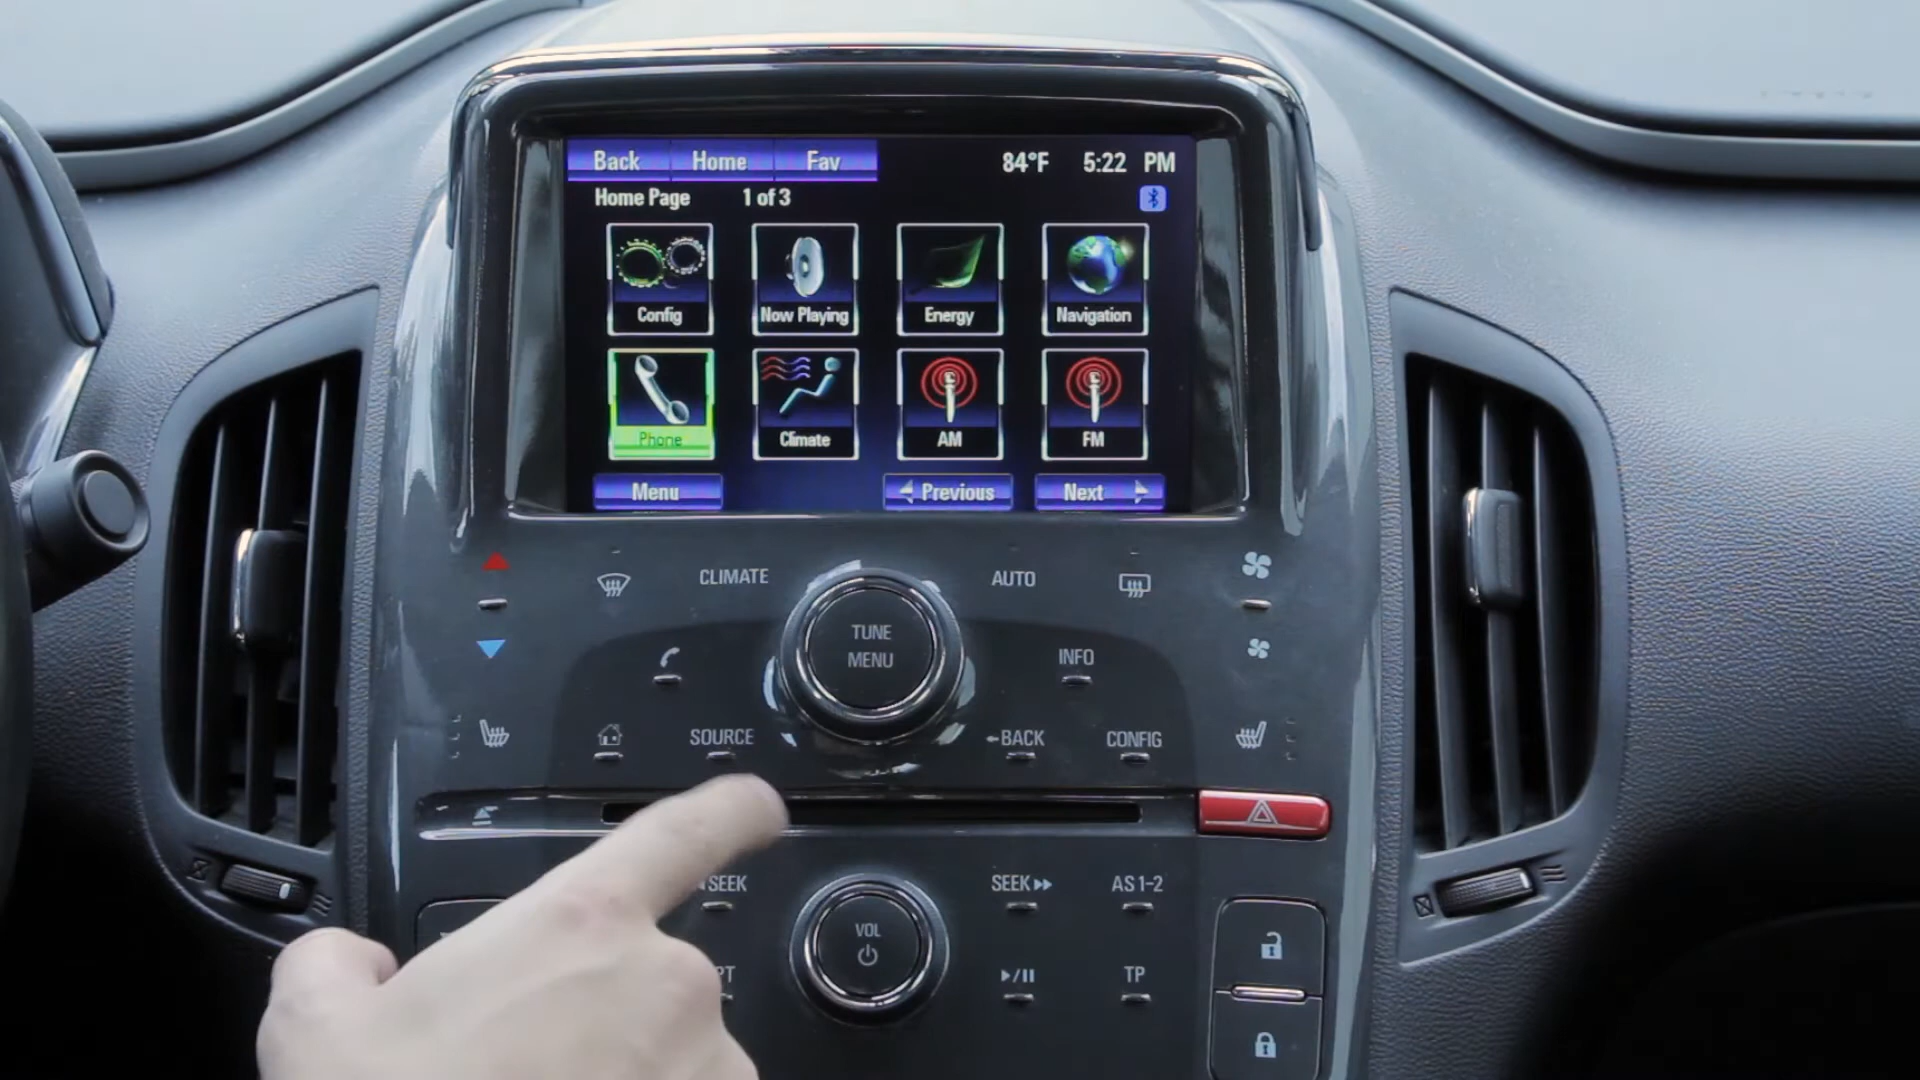 Back Home Fav 84°F 5:22 PM
Home Page 1 of 3
Config Now Playing Energy Navigation
Phone Climate AM FM
Menu Previous Next
CLIMATE AUTO
TUNE
MENU
INFO
SOURCE BACK CONFIG
SEEK SEEK AS 1-2
VOL
TP